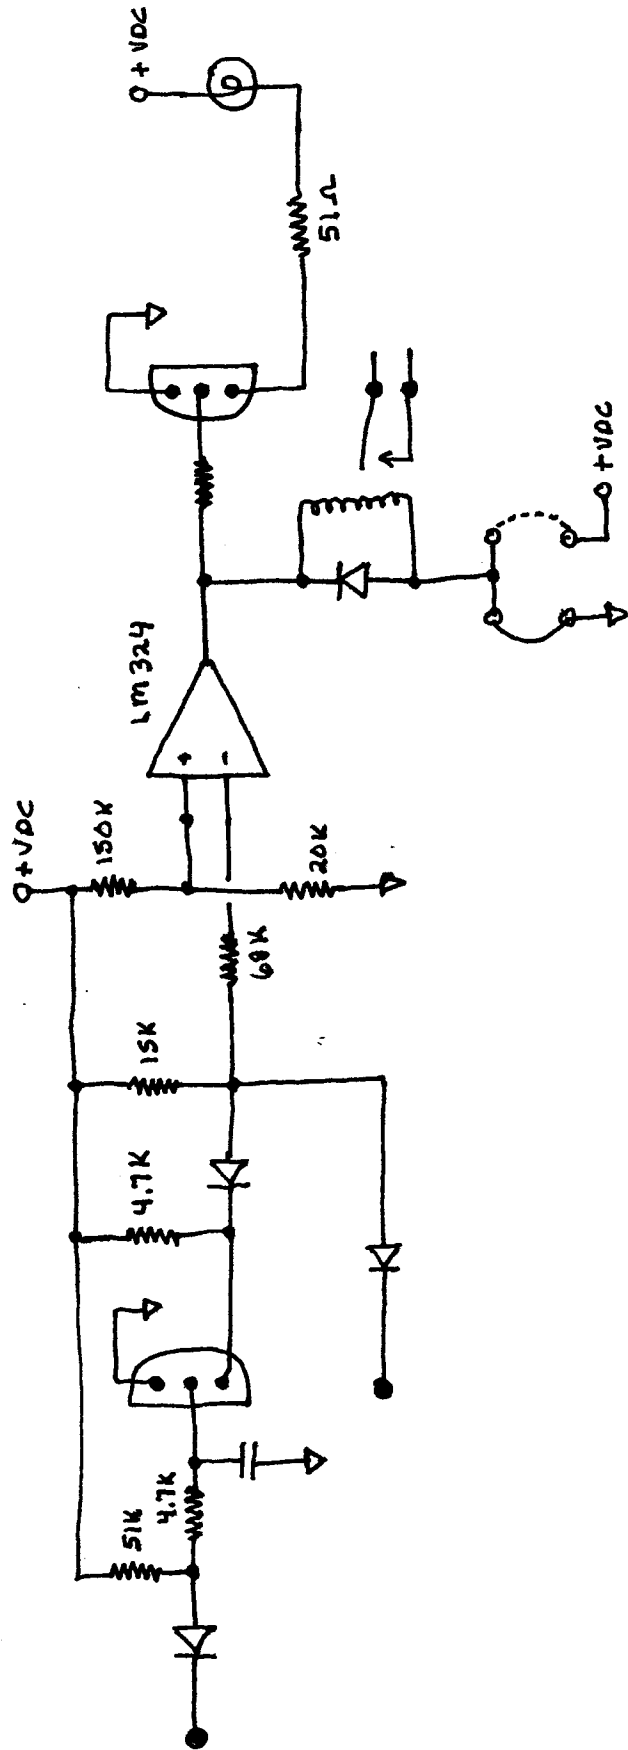 51K
4.7K
4.7K
15K
68K
+VDC
150K
20K
LM324
+
-
+VDC
51Ω
+VDC